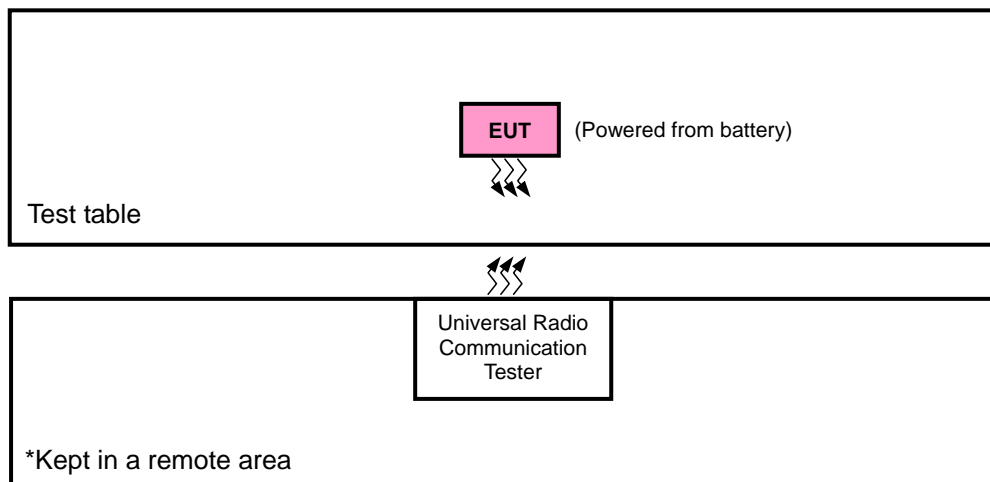 EUT
(Powered from battery)
Test table
Universal Radio
Communication
Tester
*Kept in a remote area